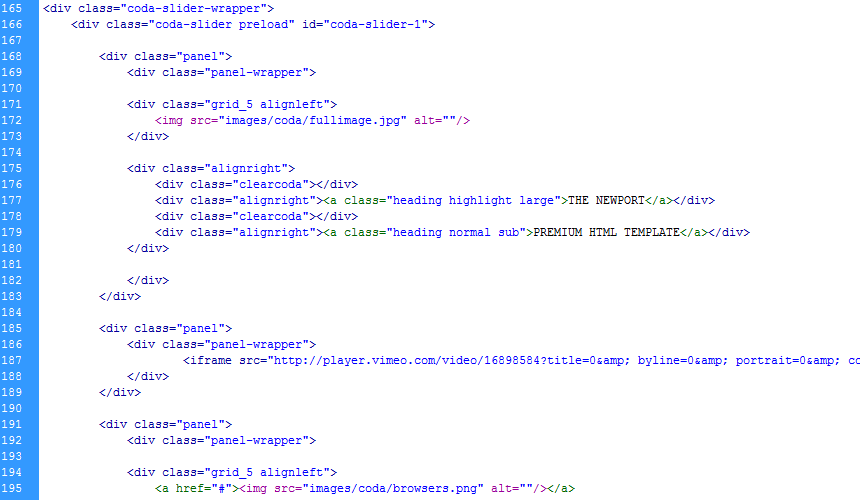 165 <div class="coda-slider-wrapper">
166 <div class="coda-slider preload" id="coda-slider-1">
167
168 <div class="panel">
169 <div class="panel-wrapper">
170
171 <div class="grid_5 alignleft">
172 <img src="images/coda/fullimage.jpg" alt=""/>
173 </div>
174
175 <div class="alignright">
176 <div class="clearcoda"></div>
177 <div class="alignright"><a class="heading highlight large">THE NEWPORT</a></div>
178 <div class="clearcoda"></div>
179 <div class="alignright"><a class="heading normal sub">PREMIUM HTML TEMPLATE</a></div>
180 </div>
181
182 </div>
183 </div>
184
185 <div class="panel">
186 <div class="panel-wrapper">
187 <iframe src="http://player.vimeo.com/video/16898584?title=0&amp; byline=0&amp; portrait=0&amp; co
188 </div>
189 </div>
190
191 <div class="panel">
192 <div class="panel-wrapper">
193
194 <div class="grid_5 alignleft">
195 <a href="#"><img src="images/coda/browsers.png" alt=""/></a>